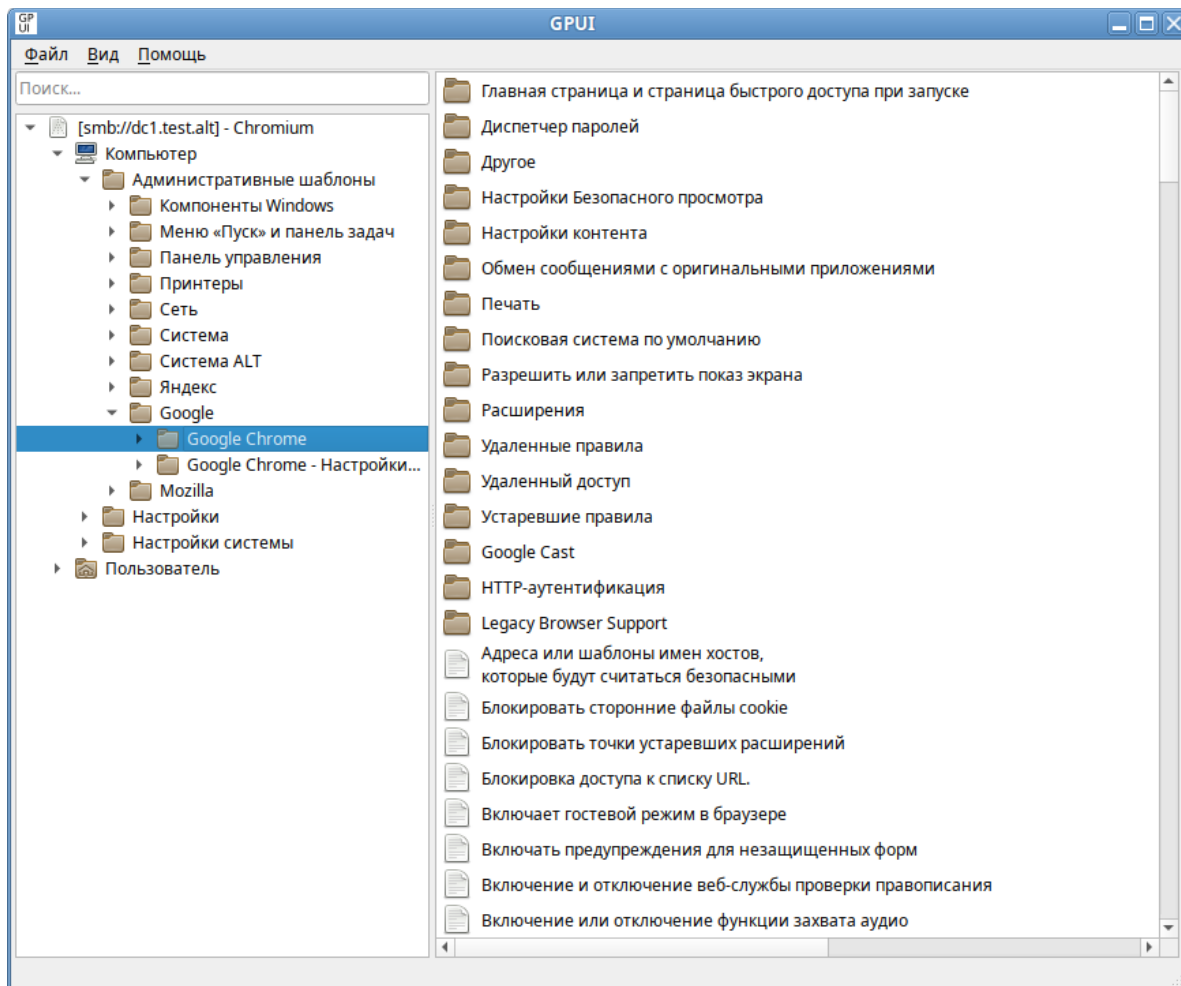 GP
UI
GPUI
Файл Вид Помощь
Поиск...
[smb://dc1.test.alt] - Chromium
Компьютер
Административные шаблоны
Компоненты Windows
Меню «Пуск» и панель задач
Панель управления
Принтеры
Сеть
Система
Система ALT
Яндекс
Google
Google Chrome
Google Chrome - Настройки...
Mozilla
Настройки
Настройки системы
Пользователь
Главная страница и страница быстрого доступа при запуске
Диспетчер паролей
Другое
Настройки Безопасного просмотра
Настройки контента
Обмен сообщениями с оригинальными приложениями
Печать
Поисковая система по умолчанию
Разрешить или запретить показ экрана
Расширения
Удаленные правила
Удаленный доступ
Устаревшие правила
Google Cast
HTTP-аутентификация
Legacy Browser Support
Адреса или шаблоны имен хостов,
которые будут считаться безопасными
Блокировать сторонние файлы cookie
Блокировать точки устаревших расширений
Блокировка доступа к списку URL.
Включает гостевой режим в браузере
Включать предупреждения для незащищенных форм
Включение и отключение веб-службы проверки правописания
Включение или отключение функции захвата аудио